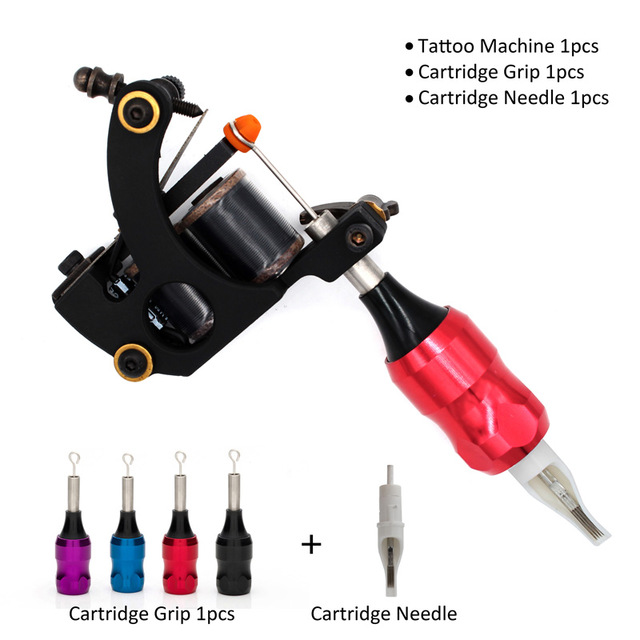 • Tattoo Machine 1pcs
• Cartridge Grip 1pcs
• Cartridge Needle 1pcs
+
Cartridge Grip 1pcs
Cartridge Needle